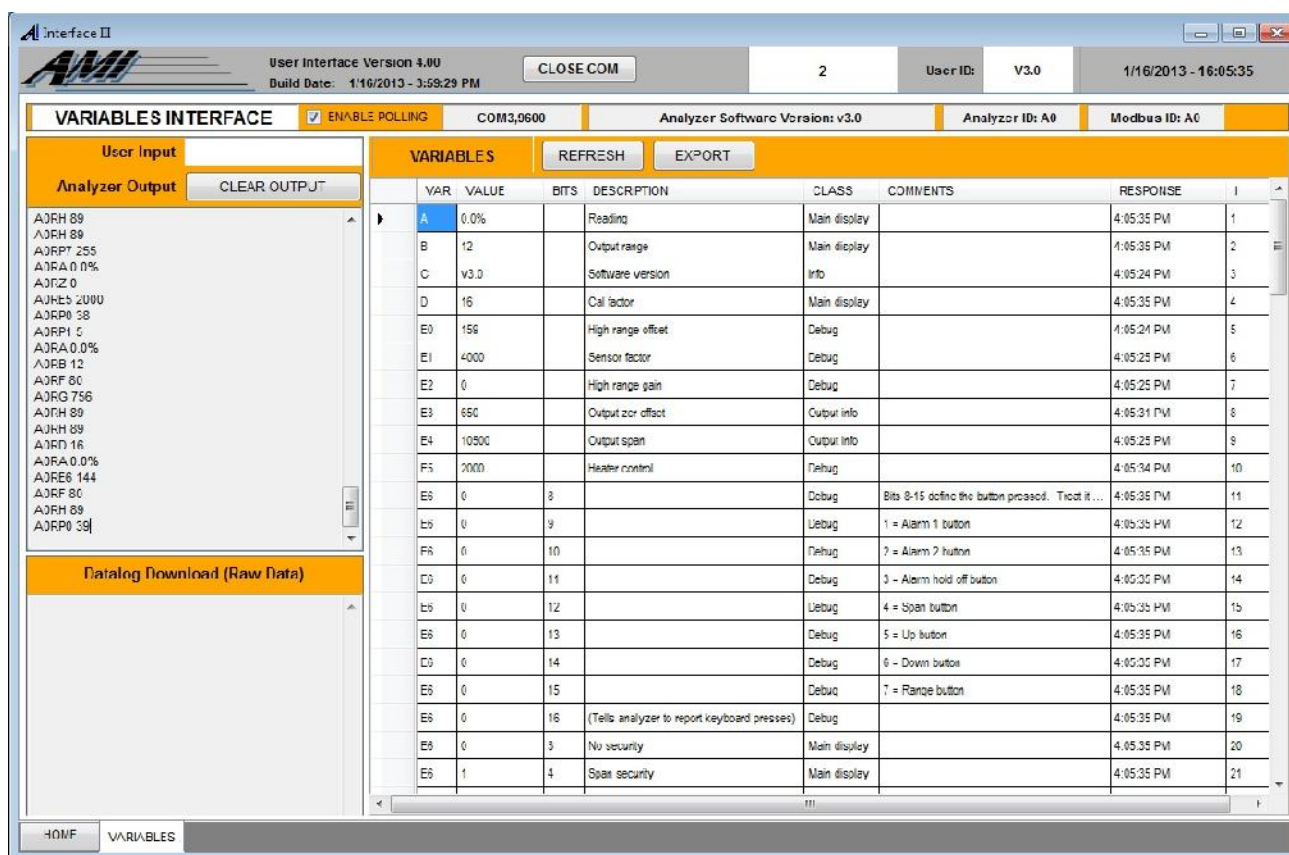 Interface II
AMI
User Interface Version 4.00
Build Date: 1/16/2013 - 3:59:29 PM
CLOSE COM
2
User ID:
V3.0
1/16/2013 - 16:05:35
VARIABLES INTERFACE
ENABLE POLLING
COM3,9600
Analyzer Software Version: v3.0
Analyzer ID: A0
Modbus ID: A0
User Input
Analyzer Output
CLEAR OUTPUT
A0RH 89
A0RH 89
A0RP7 255
A0RA 0.0%
A0RZ 0
A0RE5 2000
A0RP0 38
A0RP1 5
A0RA 0.0%
A0RB 12
A0RF 80
A0RG 756
A0RH 89
A0RH 89
A0RD 16
A0RA 0.0%
A0RE6 144
A0RF 80
A0RH 89
A0RP0 39
Datalog Download (Raw Data)
VARIABLES
REFRESH
EXPORT
VAR VALUE BITS DESCRIPTION CLASS COMMENTS RESPONSE I
A 0.0% Reading Main display 4:05:35 PM 1
B 12 Output range Main display 4:05:35 PM 2
C v3.0 Software version Info 4:05:24 PM 3
D 16 Cal factor Main display 4:05:35 PM 4
E0 159 High range offset Debug 4:05:24 PM 5
E1 4000 Sensor factor Debug 4:05:25 PM 6
E2 0 High range gain Debug 4:05:25 PM 7
E3 650 Output zer offset Output info 4:05:31 PM 8
E4 10500 Output span Output info 4:05:25 PM 9
E5 2000 Heater control Debug 4:05:34 PM 10
E6 0 8 Debug Bits 8-15 define the button pressed. Treat it ... 4:05:35 PM 11
E6 0 9 Debug 1 = Alarm 1 button 4:05:35 PM 12
E6 0 10 Debug 2 = Alarm 2 button 4:05:35 PM 13
E6 0 11 Debug 3 = Alarm hold off button 4:05:35 PM 14
E6 0 12 Debug 4 = Span button 4:05:35 PM 15
E6 0 13 Debug 5 = Up button 4:05:35 PM 16
E6 0 14 Debug 6 = Down button 4:05:35 PM 17
E6 0 15 Debug 7 = Range button 4:05:35 PM 18
E6 0 16 (Tells analyzer to report keyboard presses) Debug 4:05:35 PM 19
E6 0 3 No security Main display 4:05:35 PM 20
E6 1 4 Span security Main display 4:05:35 PM 21
HOME
VARIABLES